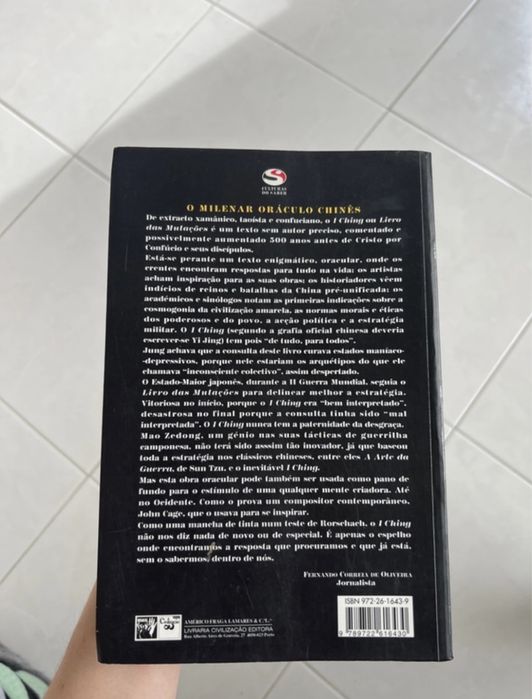 CULTURAS
DO SABER
O MILENAR ORÁCULO CHINÊS
De extracto xamânico, taoísta e confuciano, o I Ching ou Livro
das Mutações é um texto sem autor preciso, comentado e
possivelmente aumentado 500 anos antes de Cristo por
Confúcio e seus discípulos.
Está-se perante um texto enigmático, oracular, onde os
crentes encontram respostas para tudo na vida; os artistas
acham inspiração para as suas obras; os historiadores vêem
indícios de reinos e batalhas da China pré-unificada; os
académicos e sinólogos notam as primeiras indicações sobre a
cosmogonia da civilização amarela, as normas morais e éticas
dos poderosos e do povo, a acção política e a estratégia
militar. O I Ching (segundo a grafia oficial chinesa deveria
escrever-se Yi Jing) tem pois "de tudo, para todos".
Jung achava que a consulta deste livro curava estados maníaco-
-depressivos, porque nele estariam os arquétipos do que ele
chamava "inconsciente colectivo", assim despertado.
O Estado-Maior japonês, durante a II Guerra Mundial, seguia o
Livro das Mutações para delinear melhor a estratégia.
Vitoriosa no início, porque o I Ching era "bem interpretado",
desastrosa no final porque a consulta tinha sido "mal
interpretada". O I Ching nunca tem a paternidade da desgraça.
Mao Zedong, um génio nas suas tácticas de guerrilha
camponesa, não terá sido asssim tão inovador, já que baseou
toda a estratégia nos clássicos chineses, entre eles A Arte da
Guerra, de Sun Tzu, e o inevitável I Ching.
Mas esta obra oracular pode também ser usada como pano de
fundo para o estímulo de uma qualquer mente criadora. Até
no Ocidente. Como o prova um compositor contemporâneo,
John Cage, que o usava para se inspirar.
Como uma mancha de tinta num teste de Rorschach, o I Ching
não nos diz nada de novo ou de especial. É apenas o espelho
onde encontramos a resposta que procuramos e que já está,
sem o sabermos, dentro de nós.
FERNANDO CORREIA DE OLIVEIRA
Jornalista
ISBN 972-26-1643-9
9 789722 616430
AMÉRICO FRAGA LAMARES & C.ª L.da
LIVRARIA CIVILIZAÇÃO EDITORA
Rua Alberto Aires de Gouveia, 27 4050-023 Porto